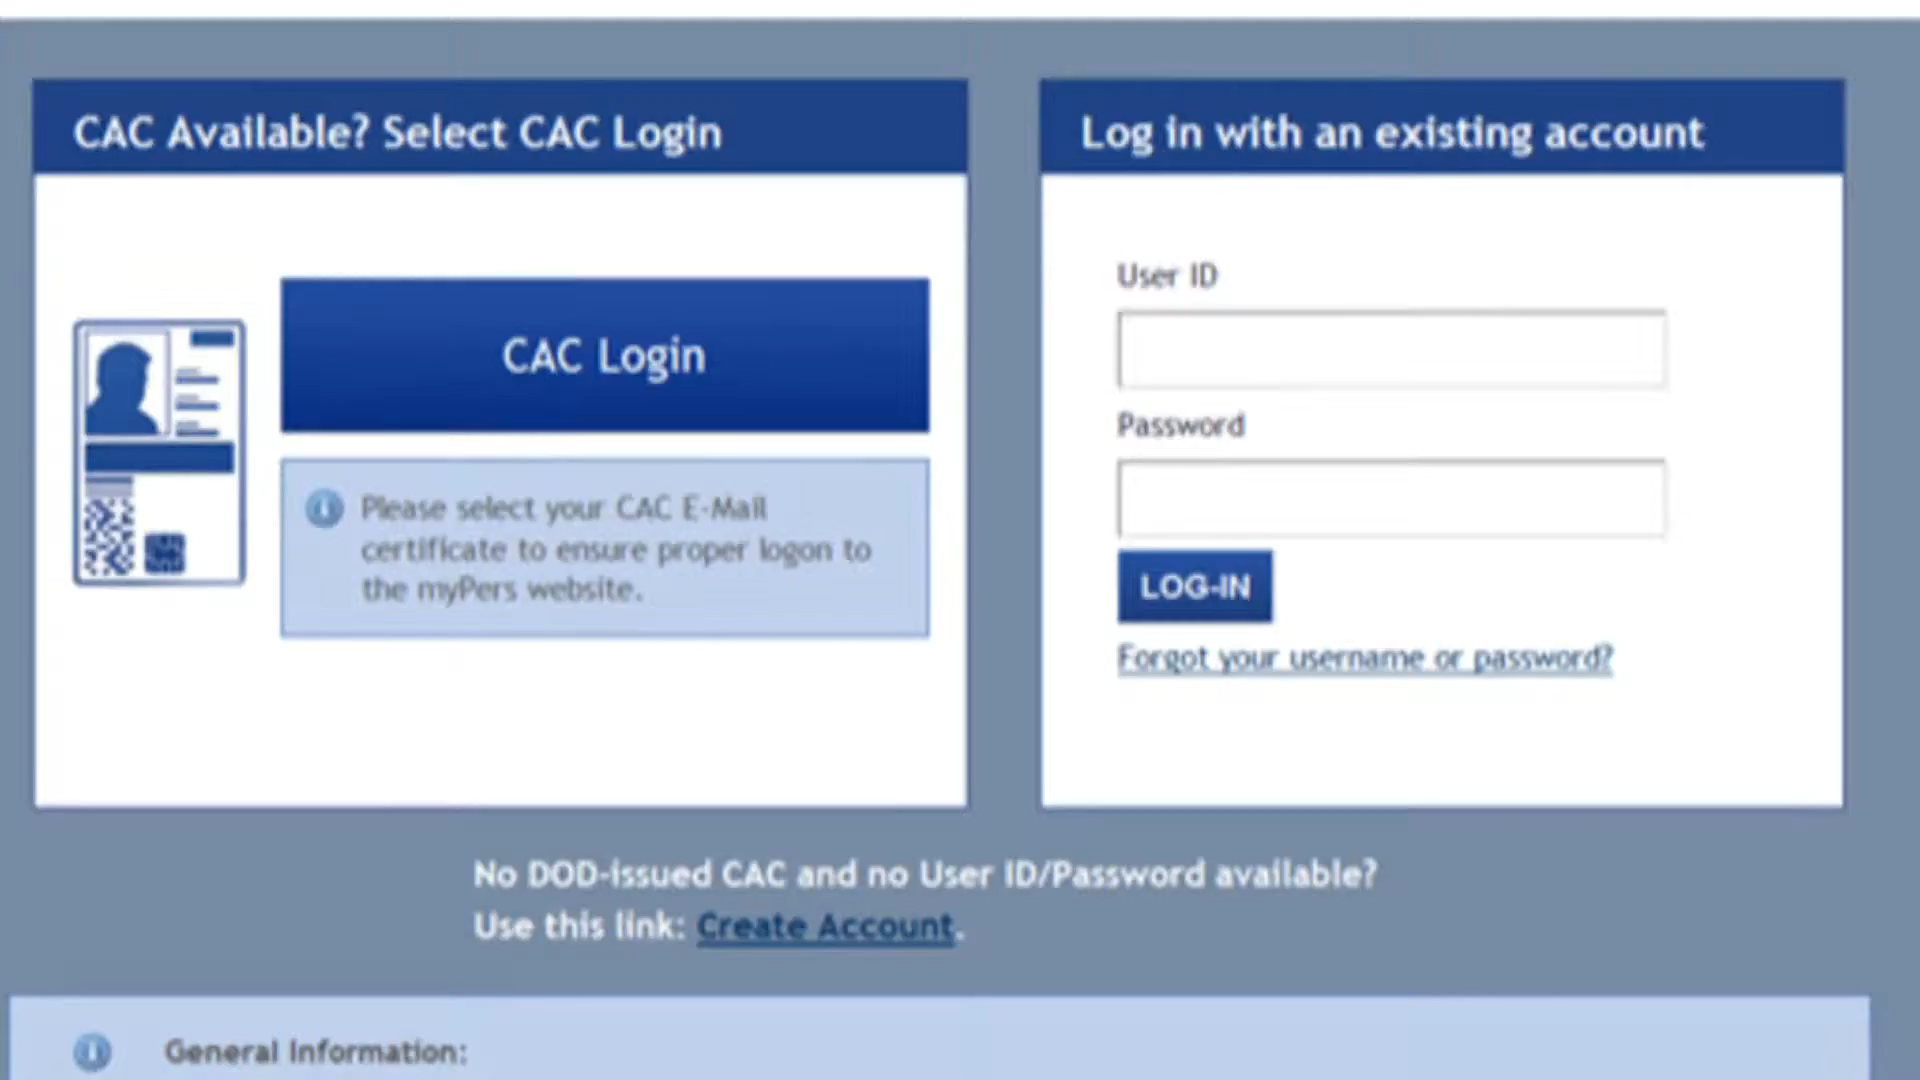 CAC Available? Select CAC Login
CAC Login
Please select your CAC E-Mail
certificate to ensure proper logon to
the myPers website.
Log in with an existing account
User ID
Password
LOG-IN
Forgot your username or password?
No DOD-issued CAC and no User ID/Password available?
Use this link: Create Account.
General Information: